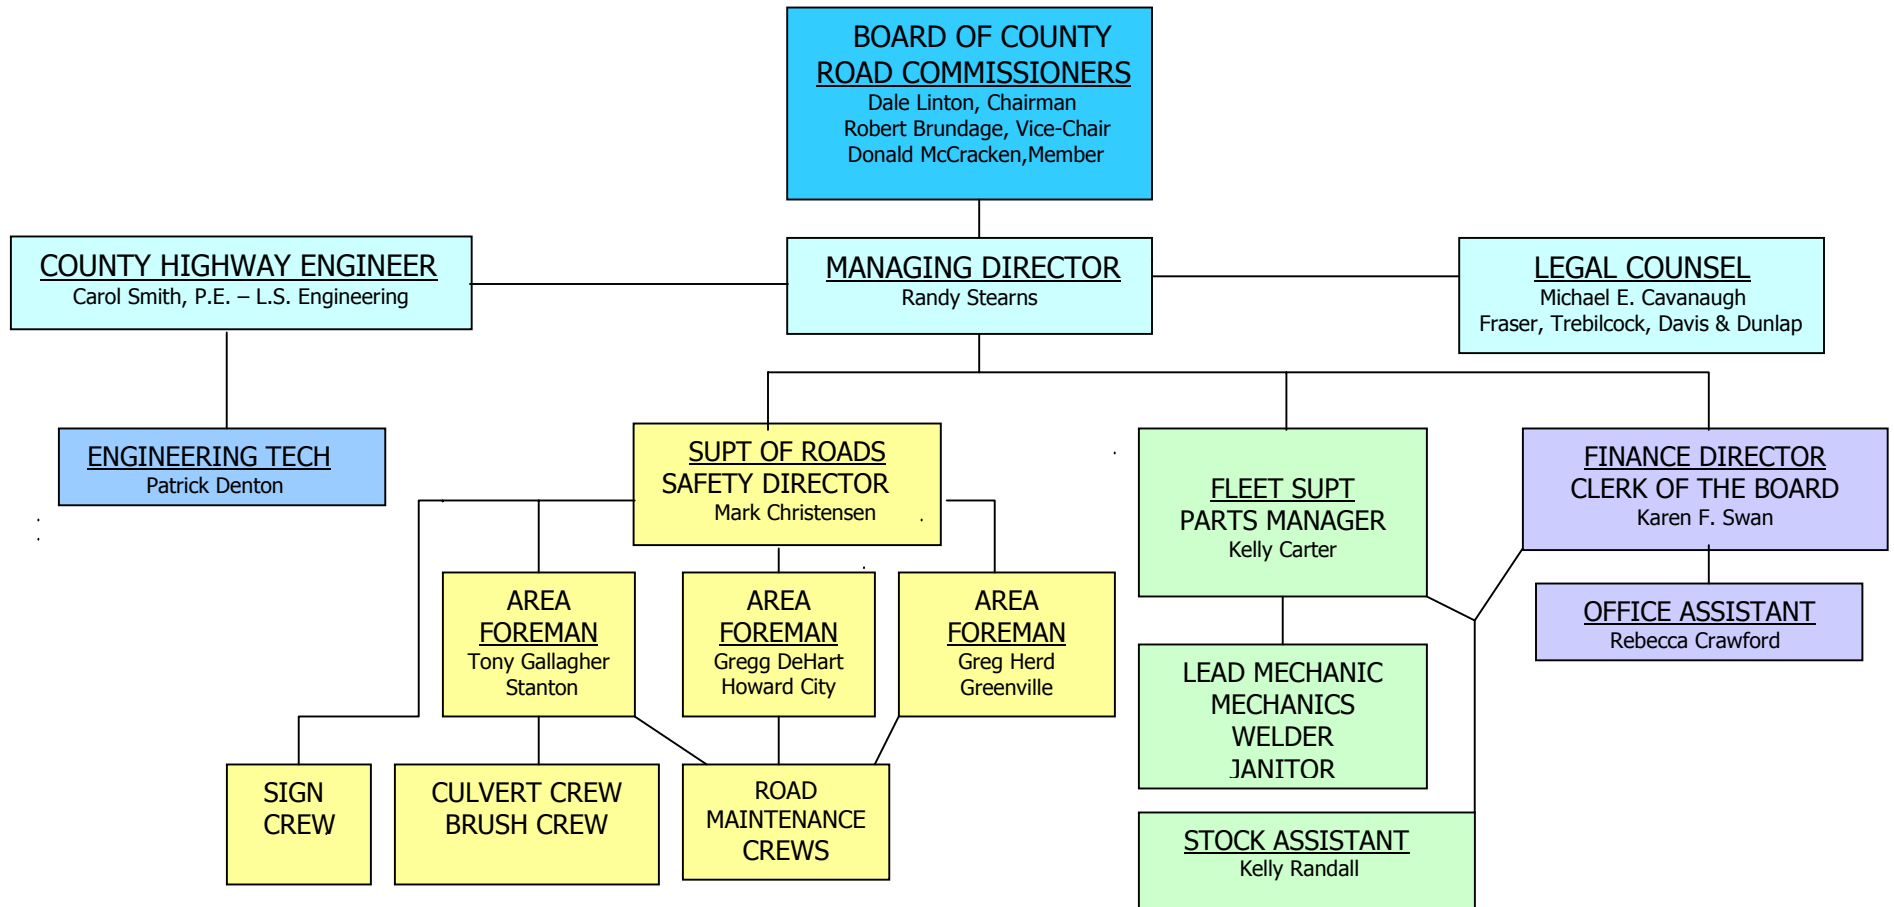 BOARD OF COUNTY
ROAD COMMISSIONERS
Dale Linton, Chairman
Robert Brundage, Vice-Chair
Donald McCracken,Member
COUNTY HIGHWAY ENGINEER
Carol Smith, P.E. – L.S. Engineering
MANAGING DIRECTOR
Randy Stearns
LEGAL COUNSEL
Michael E. Cavanaugh
Fraser, Trebilcock, Davis & Dunlap
ENGINEERING TECH
Patrick Denton
SUPT OF ROADS
SAFETY DIRECTOR
Mark Christensen
FLEET SUPT
PARTS MANAGER
Kelly Carter
FINANCE DIRECTOR
CLERK OF THE BOARD
Karen F. Swan
AREA
FOREMAN
Tony Gallagher
Stanton
AREA
FOREMAN
Gregg DeHart
Howard City
AREA
FOREMAN
Greg Herd
Greenville
OFFICE ASSISTANT
Rebecca Crawford
LEAD MECHANIC
MECHANICS
WELDER
JANITOR
SIGN
CREW
CULVERT CREW
BRUSH CREW
ROAD
MAINTENANCE
CREWS
STOCK ASSISTANT
Kelly Randall